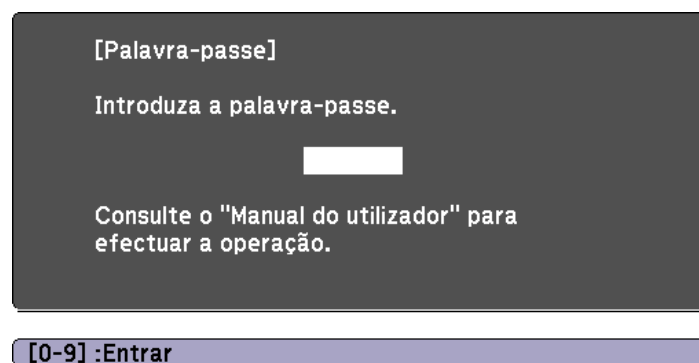 [Palavra-passe]
Introduza a palavra-passe.
Consulte o "Manual do utilizador" para
efectuar a operação.
[0-9] :Entrar